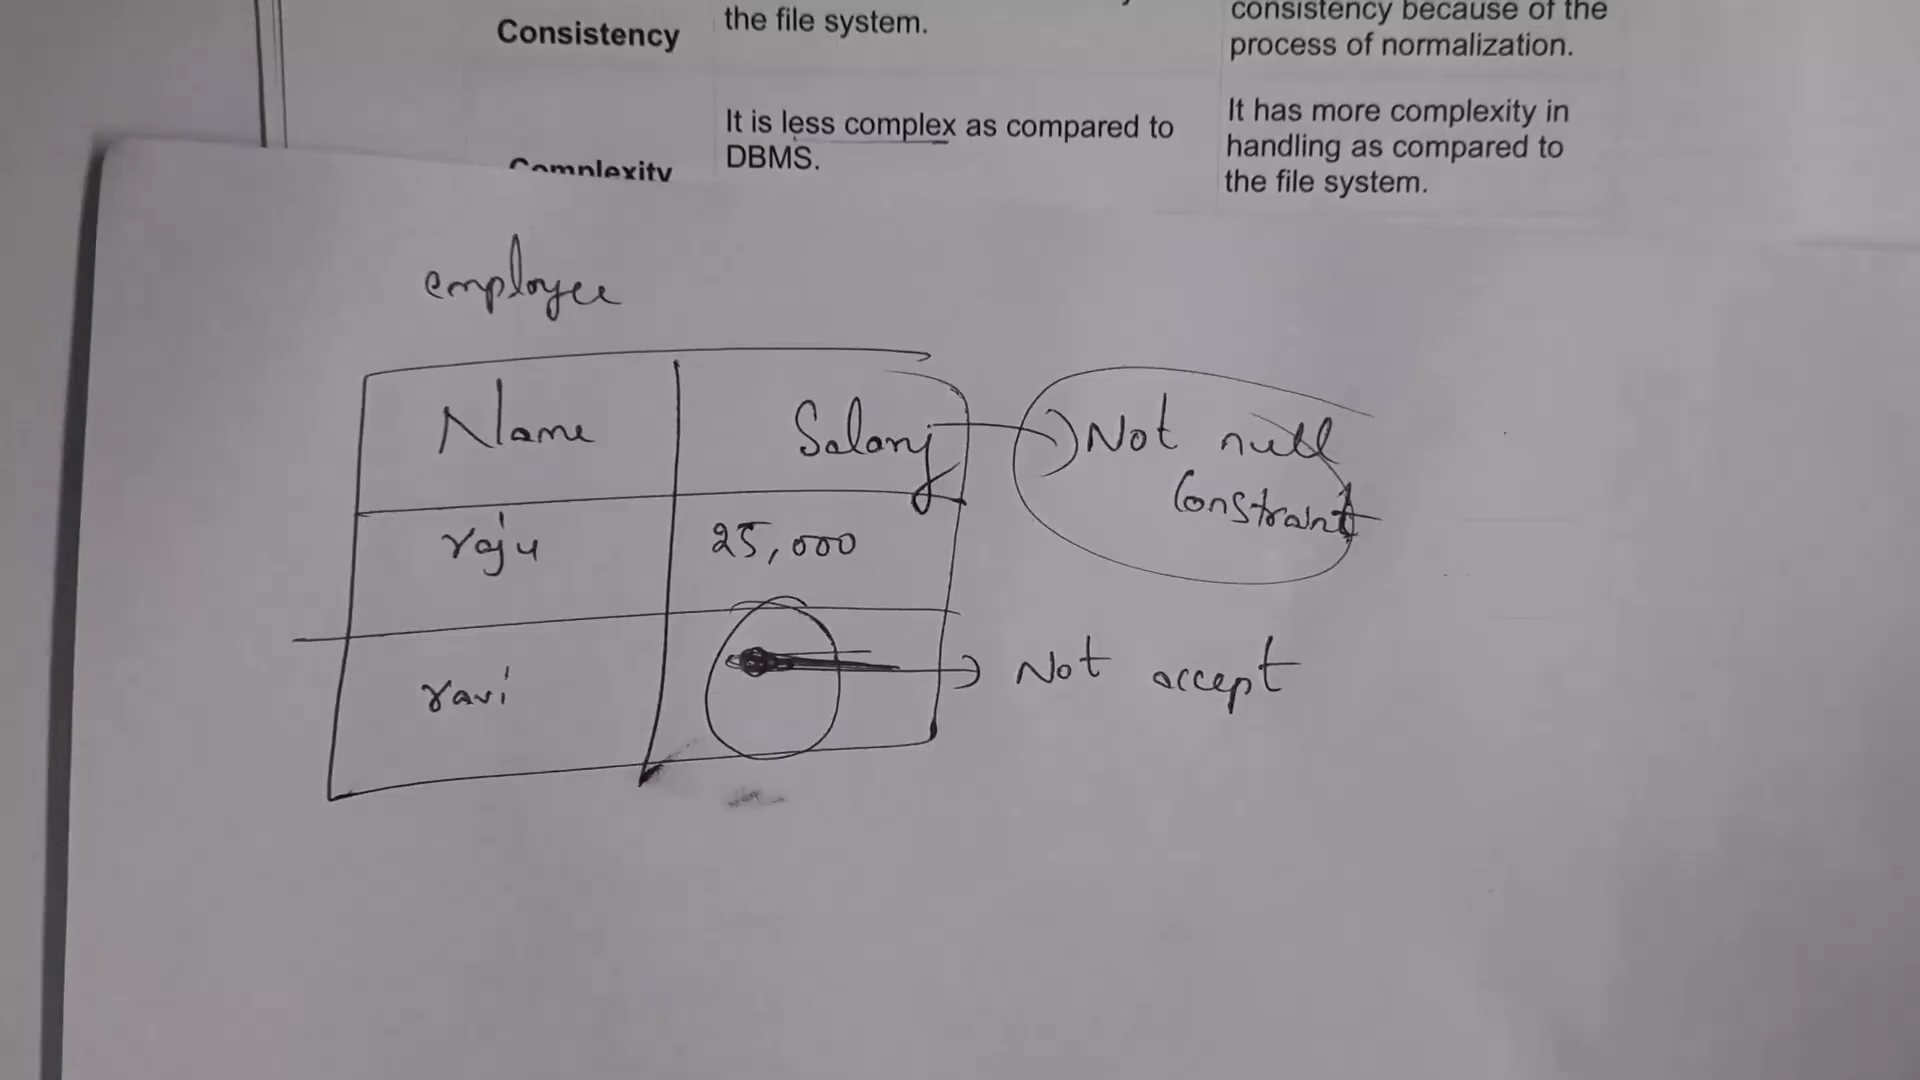 the file system.
consistency because of the
Consistency
process of normalization.
It is less complex as compared to
DBMS.
It has more complexity in
handling as compared to
the file system.
Complexity
employee
Name
Salary
Not null
Constraint
raju
25,000
ravi
Not accept